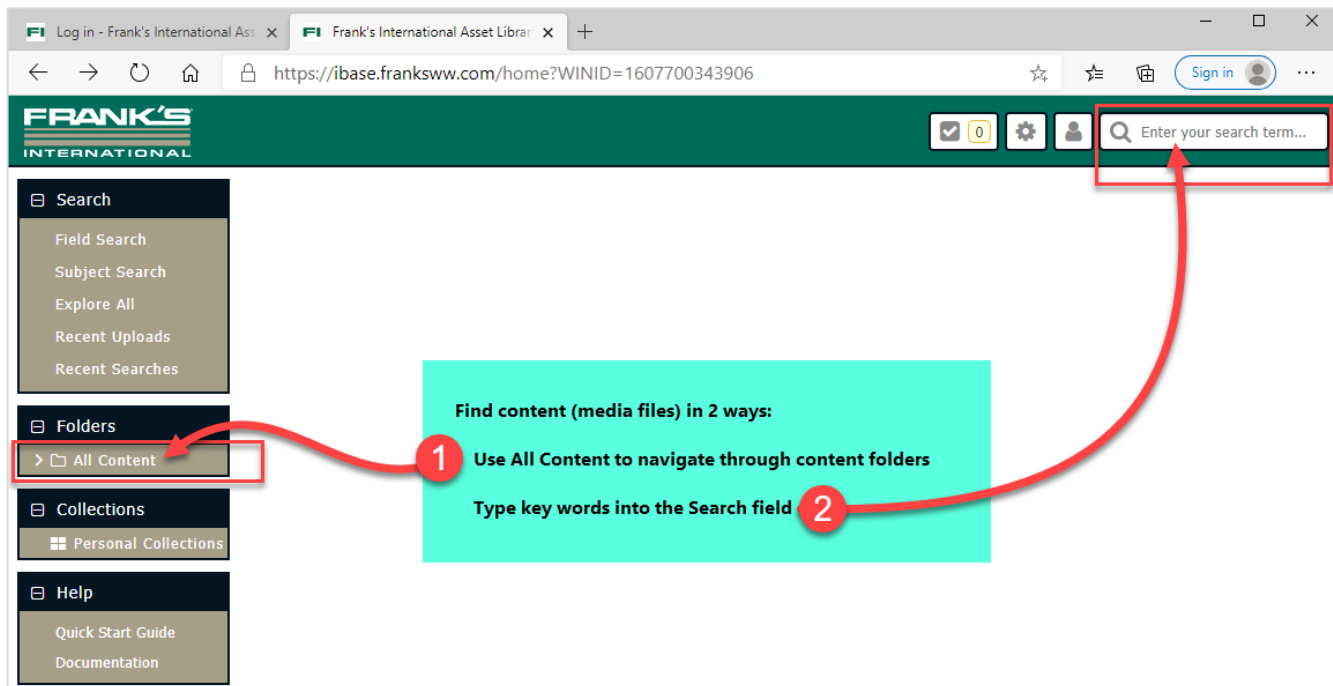 Log in - Frank's International Ass
Frank's International Asset Librar
https://ibase.franksww.com/home?WINID=1607700343906
Sign in
FRANK'S
INTERNATIONAL
0
Enter your search term...
Search
Field Search
Subject Search
Explore All
Recent Uploads
Recent Searches
Folders
All Content
Collections
Personal Collections
Help
Quick Start Guide
Documentation
Find content (media files) in 2 ways:
1 Use All Content to navigate through content folders
Type key words into the Search field 2